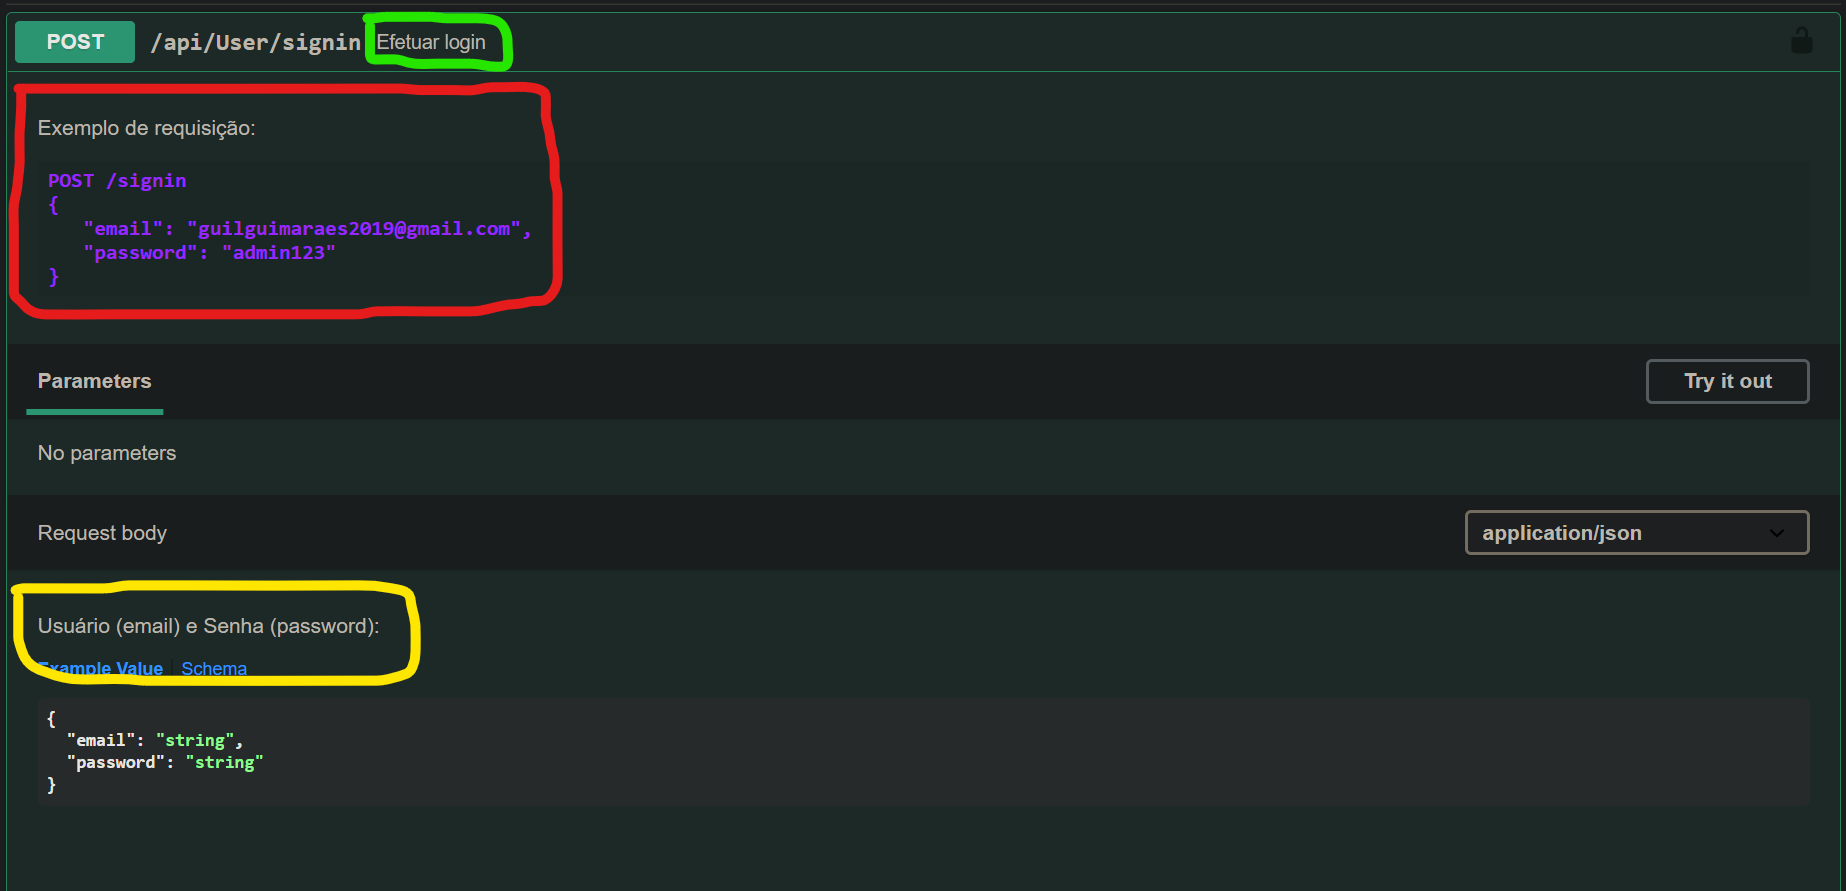 POST /api/User/signin Efetuar login
Exemplo de requisição:
POST /signin
{
"email": "guilguimaraes2019@gmail.com",
"password": "admin123"
}
Parameters
Try it out
No parameters
Request body
application/json
Usuário (email) e Senha (password):
Example Value Schema
{
"email": "string",
"password": "string"
}